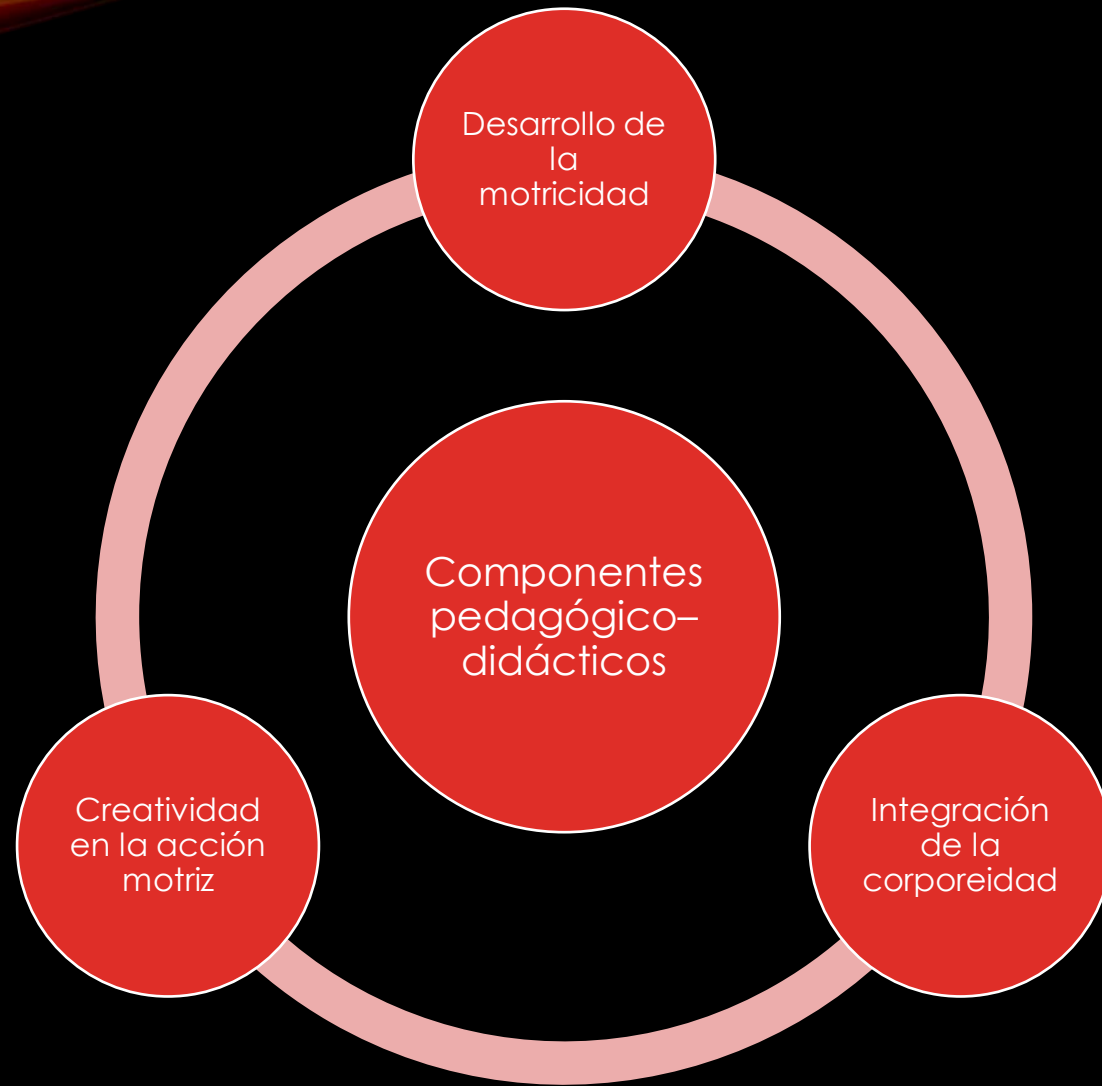 Desarrollo de
la
motricidad
Componentes
pedagógico–
didácticos
Creatividad
en la acción
motriz
Integración
de la
corporeidad